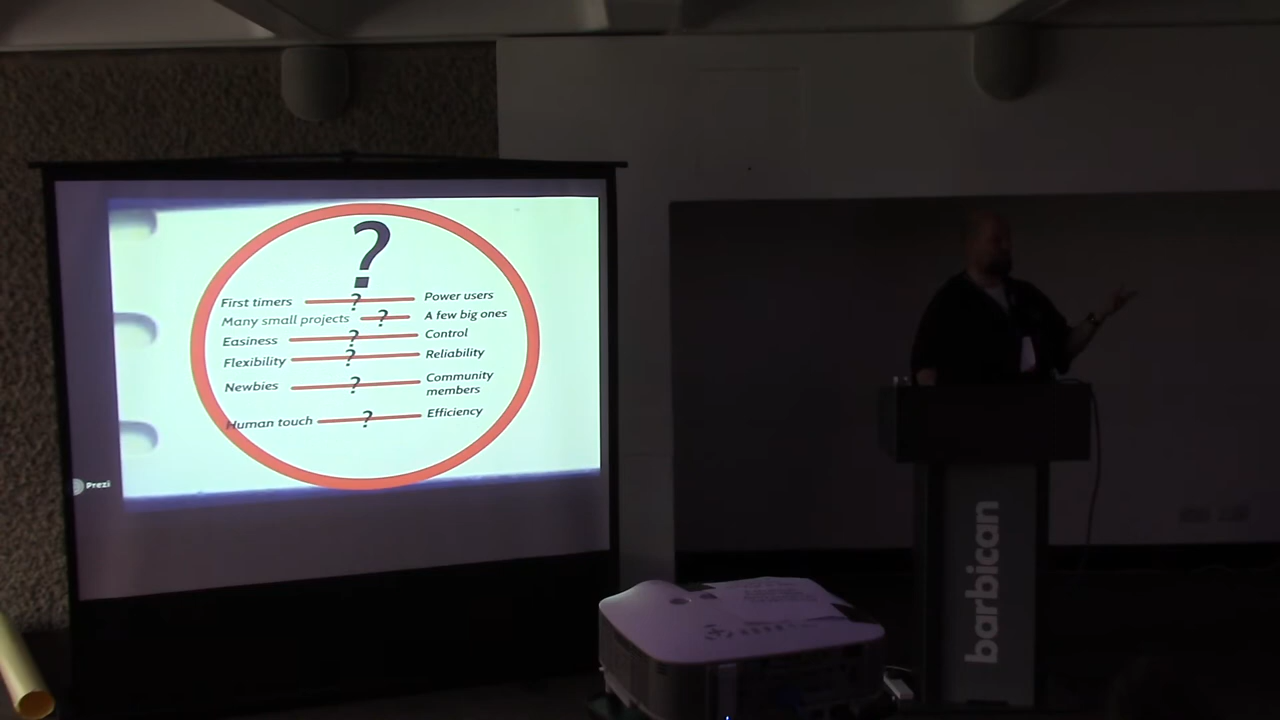 ?
First timers ? Power users
Many small projects ? A few big ones
Easiness ? Control
Flexibility ? Reliability
Newbies ? Community
members
Human touch ? Efficiency
Prezi
barbican